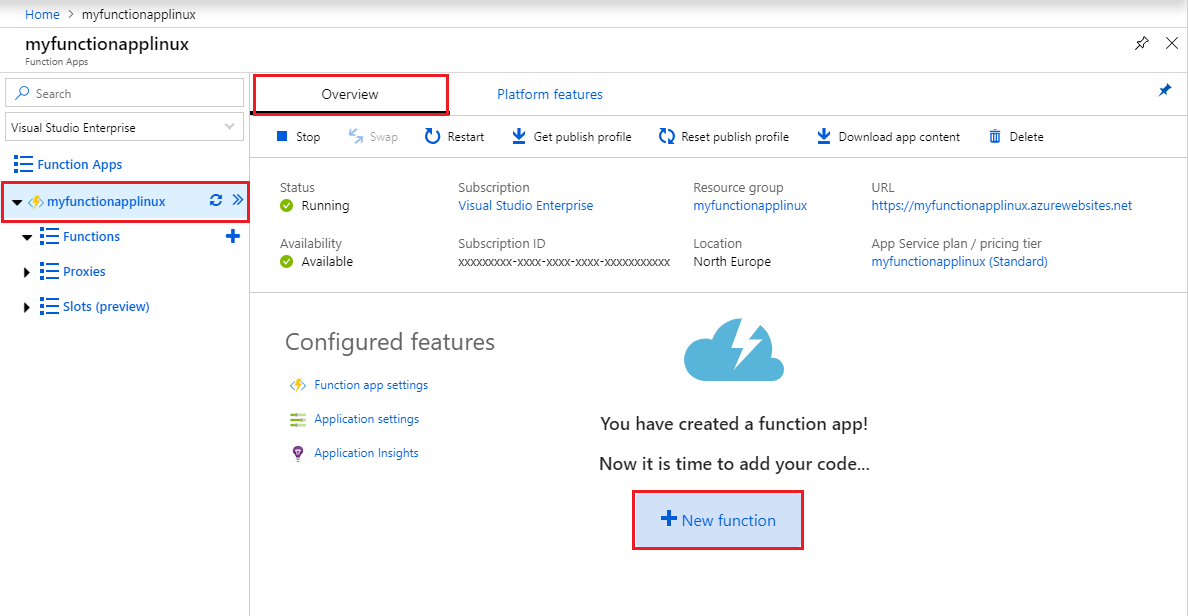 Home > myfunctionapplinux
myfunctionapplinux
Function Apps
Search
Visual Studio Enterprise
Function Apps
myfunctionapplinux
Functions
Proxies
Slots (preview)
Overview Platform features
Stop Swap Restart Get publish profile Reset publish profile Download app content Delete
Status Subscription Resource group URL
Running Visual Studio Enterprise myfunctionapplinux https://myfunctionapplinux.azurewebsites.net
Availability Subscription ID Location App Service plan / pricing tier
Available xxxxxxxxx-xxxx-xxxx-xxxx-xxxxxxxxxxx North Europe myfunctionapplinux (Standard)
Configured features
Function app settings
Application settings
Application Insights
You have created a function app!
Now it is time to add your code...
+ New function